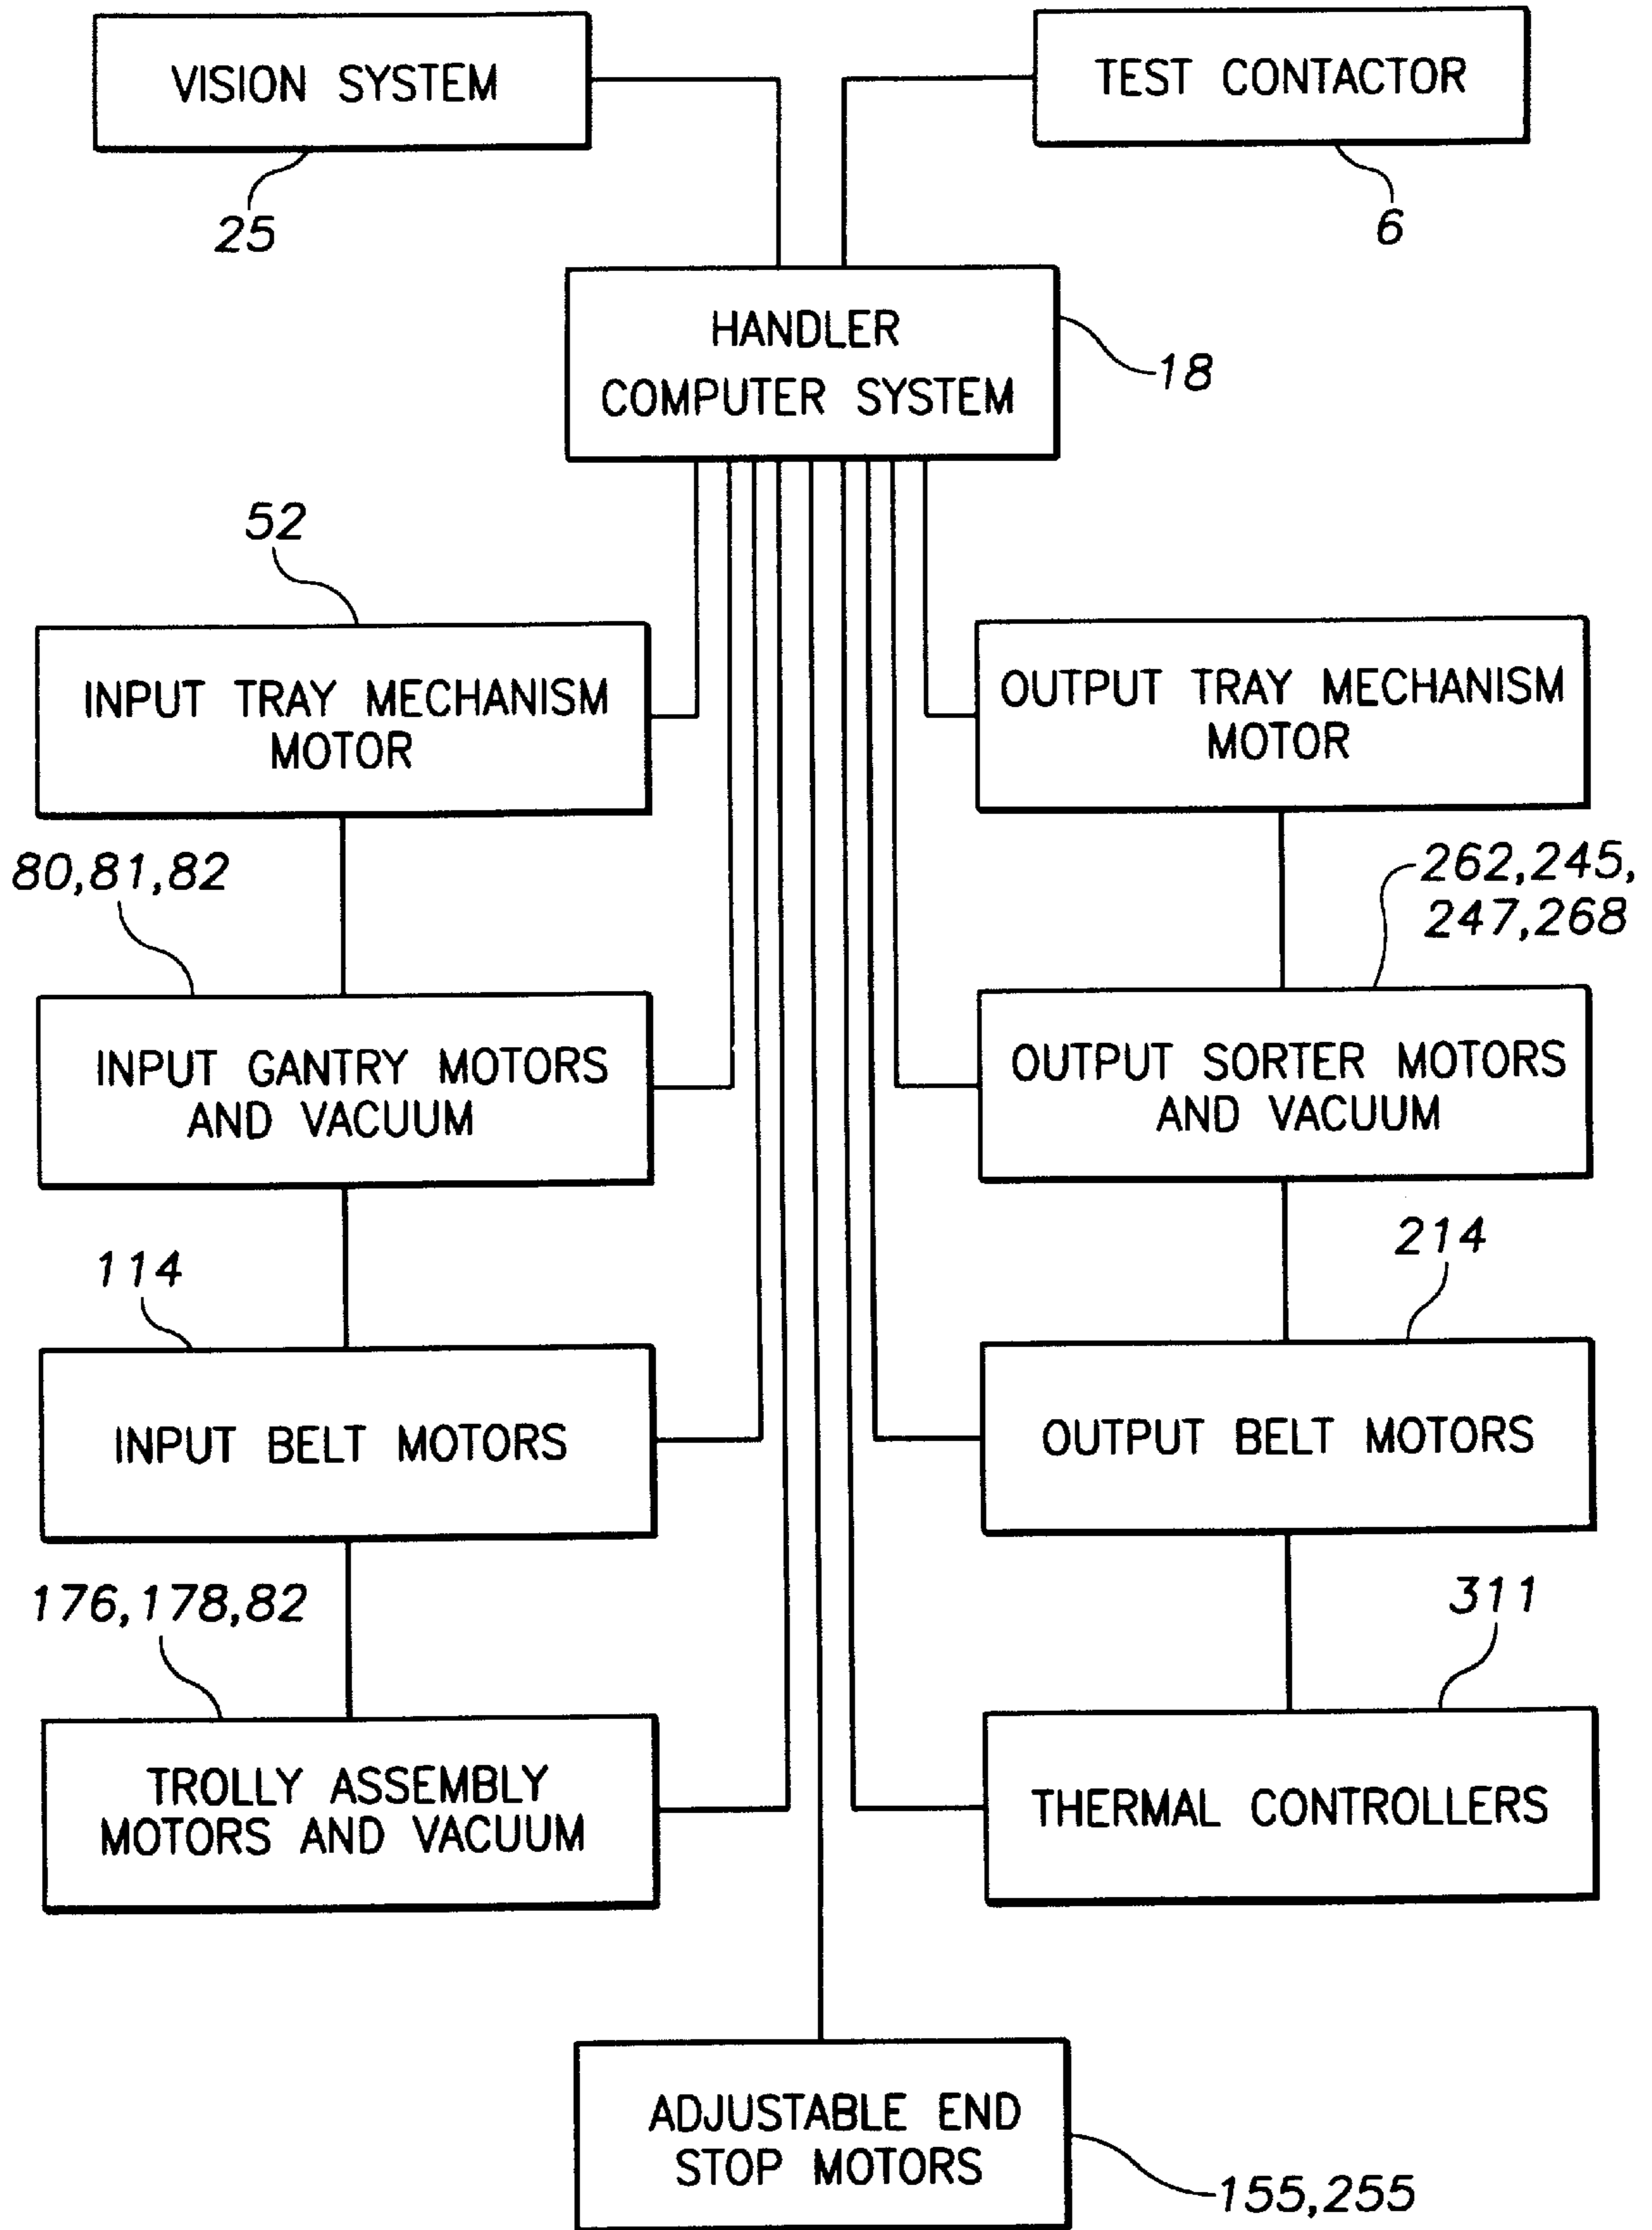 VISION SYSTEM
TEST CONTACTOR
25
6
HANDLER
COMPUTER SYSTEM
18
52
INPUT TRAY MECHANISM
MOTOR
OUTPUT TRAY MECHANISM
MOTOR
80,81,82
262,245,
247,268
INPUT GANTRY MOTORS
AND VACUUM
OUTPUT SORTER MOTORS
AND VACUUM
114
214
INPUT BELT MOTORS
OUTPUT BELT MOTORS
176,178,82
311
TROLLY ASSEMBLY
MOTORS AND VACUUM
THERMAL CONTROLLERS
ADJUSTABLE END
STOP MOTORS
155,255